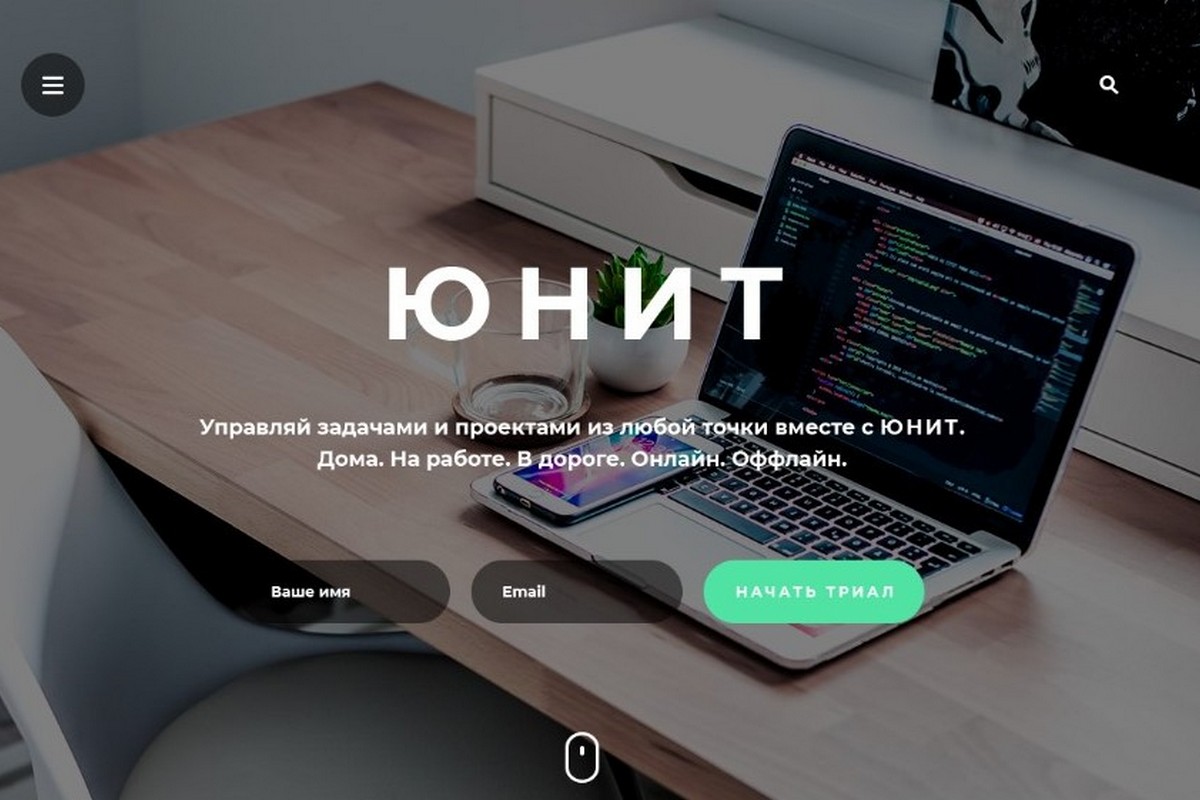 ЮНИТ
Управляй задачами и проектами из любой точки вместе с ЮНИТ.
Дома. На работе. В дороге. Онлайн. Оффлайн.
Ваше имя
Email
НАЧАТЬ ТРИАЛ